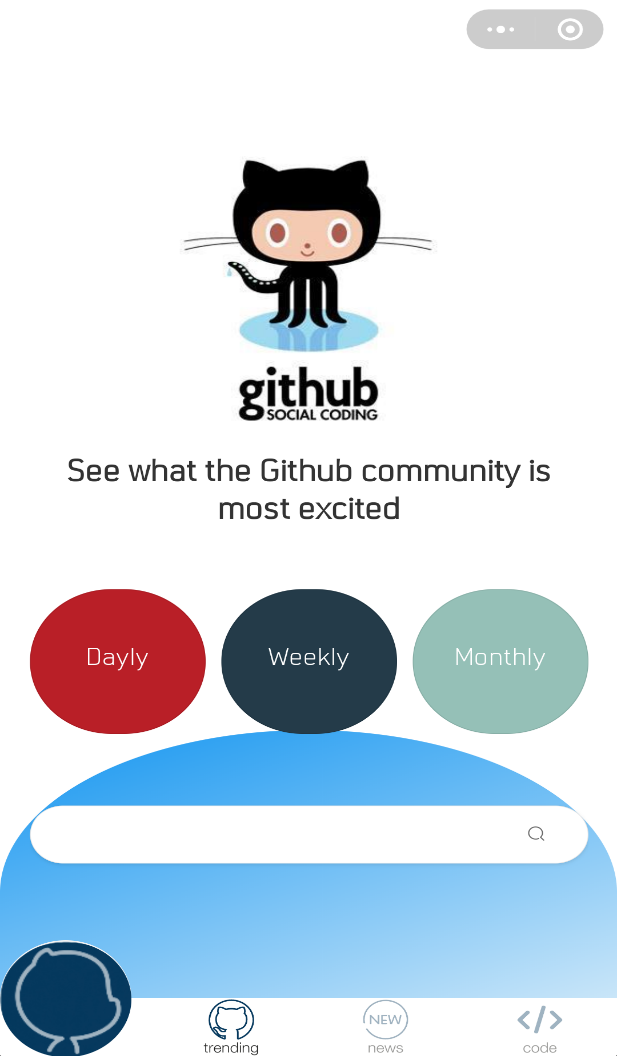 github
SOCIAL CODING
See what the Github community is
most excited
Dayly
Weekly
Monthly
NEW
trending
news
code